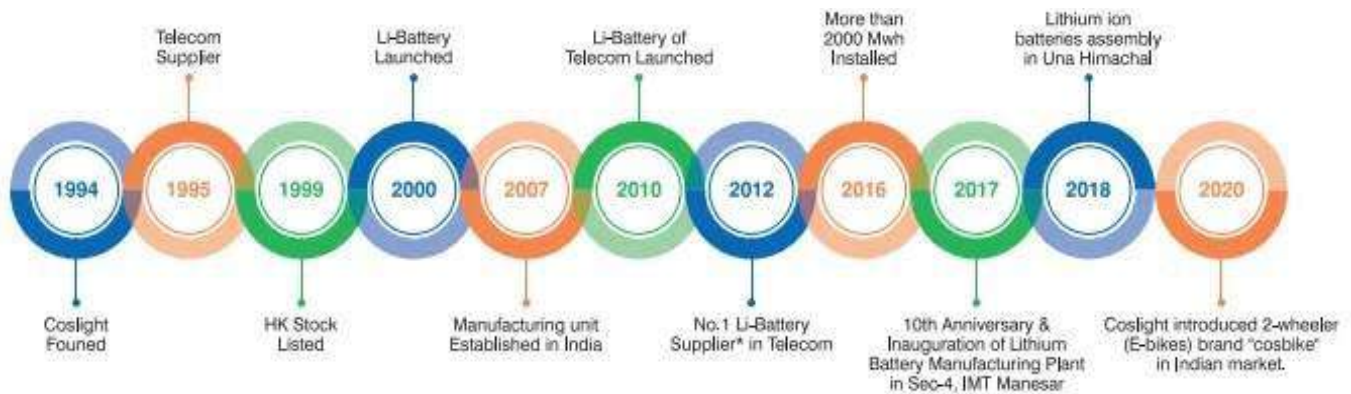 Telecom
Supplier
Li-Battery
Launched
Li-Battery of
Telecom Launched
More than
2000 Mwh
Installed
Lithium ion
batteries assembly
in Una Himachal
1994
1995
1999
2000
2007
2010
2012
2016
2017
2018
2020
Coslight
Founed
HK Stock
Listed
Manufacturing unit
Established in India
No.1 Li-Battery
Supplier* in Telecom
10th Anniversary &
Inauguration of Lithium
Battery Manufacturing Plant
in Sec-4, IMT Manesar
Coslight introduced 2-wheeler
(E-bikes) brand "cosbike"
in Indian market.